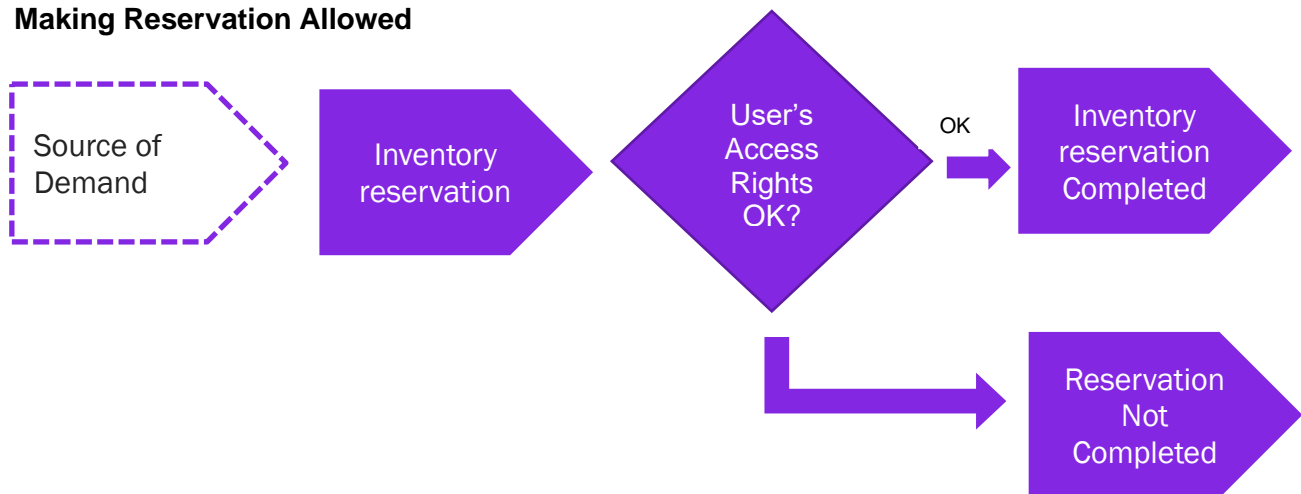 Making Reservation Allowed
Source of
Demand
Inventory
reservation
User's
Access
Rights
OK?
OK
Inventory
reservation
Completed
Reservation
Not
Completed